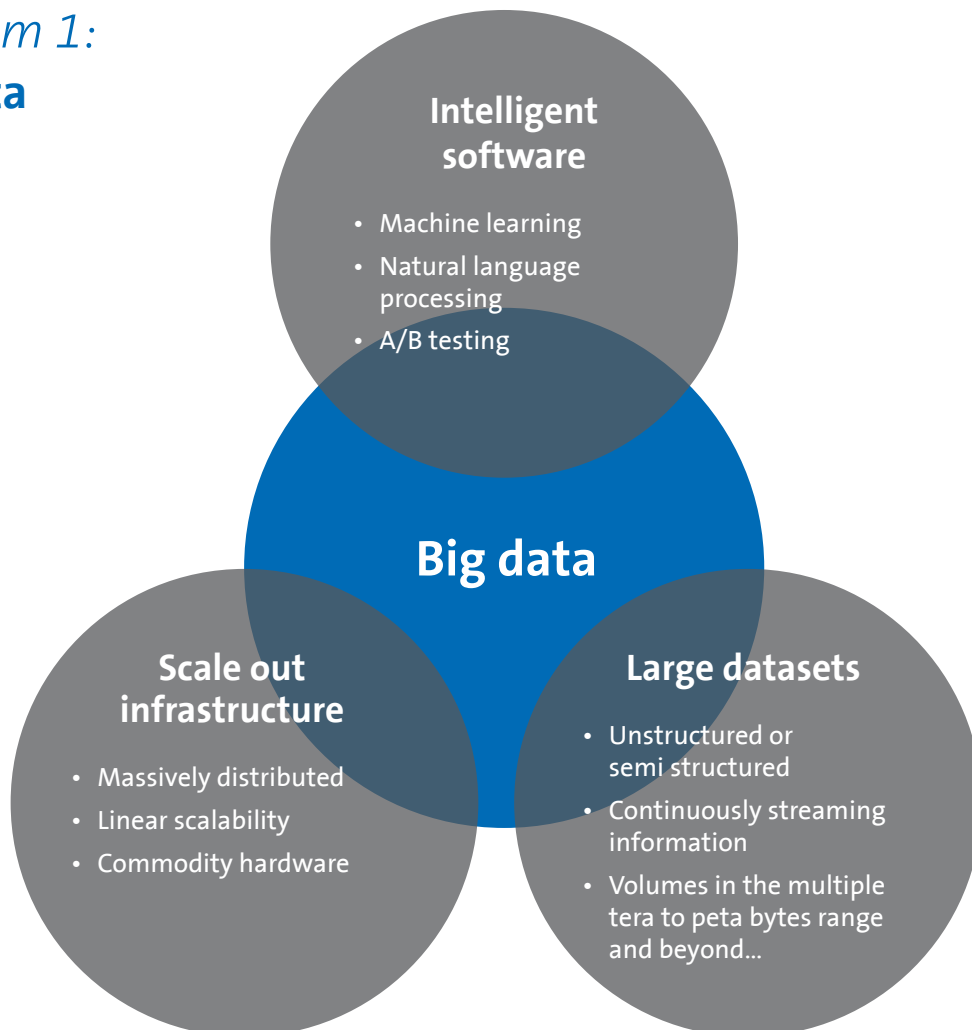 m 1:
ta
Intelligent
software
• Machine learning
• Natural language
processing
• A/B testing
Big data
Scale out
infrastructure
• Massively distributed
• Linear scalability
• Commodity hardware
Large datasets
• Unstructured or
semi structured
• Continuously streaming
information
• Volumes in the multiple
tera to peta bytes range
and beyond...